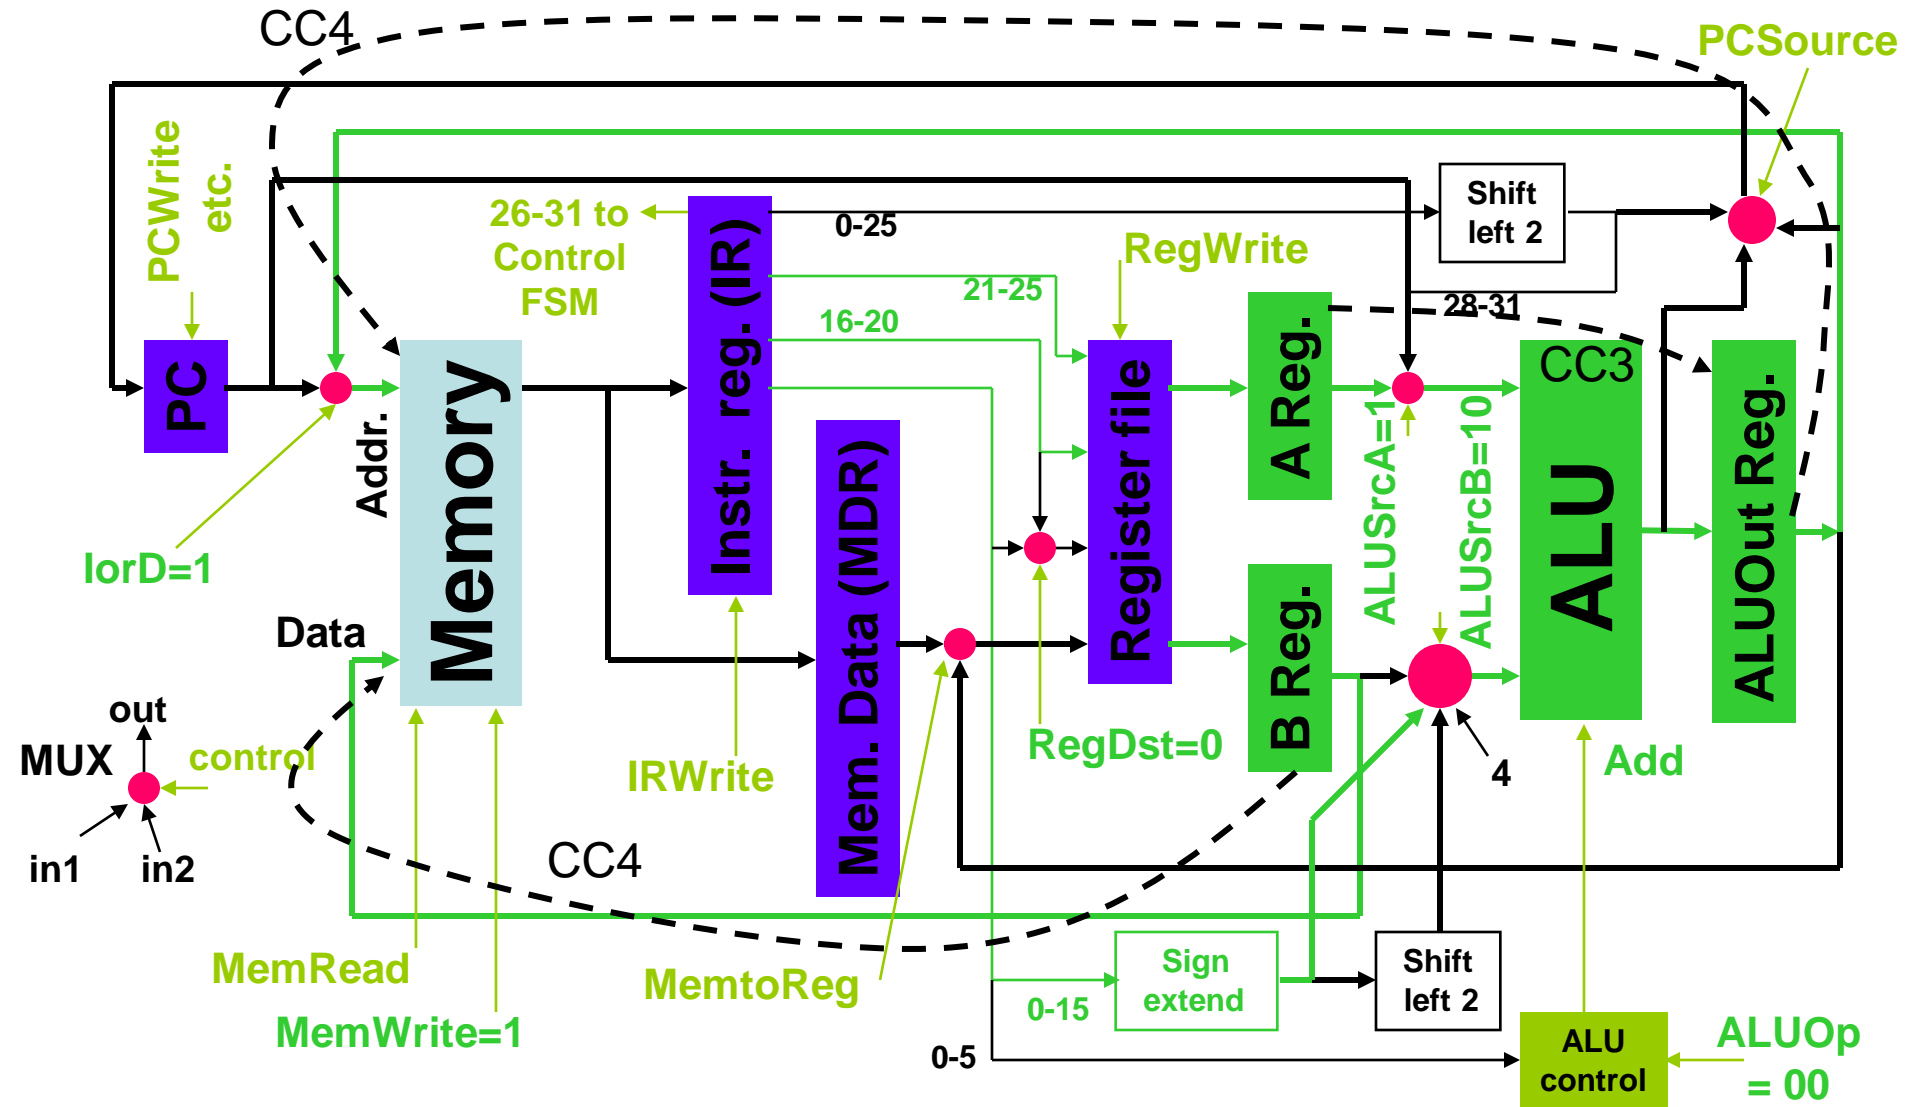 CC4
PCSource
PCWrite
etc.
26-31 to
Control
FSM
0-25
Shift
left 2
RegWrite
21-25
28-31
16-20
PC
Addr.
Memory
Instr. reg. (IR)
Mem. Data (MDR)
Register file
A Reg.
ALUSrcA=1
ALUSrcB=10
CC3
ALU
ALUOut Reg.
IorD=1
Data
B Reg.
out
MUX
control
in1
in2
IRWrite
RegDst=0
4
Add
CC4
MemRead
MemtoReg
MemWrite=1
Sign
extend
0-15
Shift
left 2
0-5
ALU
control
ALUOp
= 00